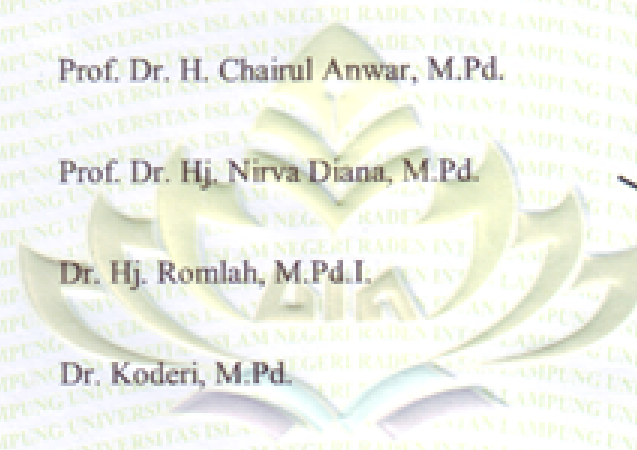 Prof. Dr. H. Chairul Anwar, M.Pd.
Prof. Dr. Hj. Nirva Diana, M.Pd.
Dr. Hj. Romlah, M.Pd.I.
Dr. Koderi, M.Pd.